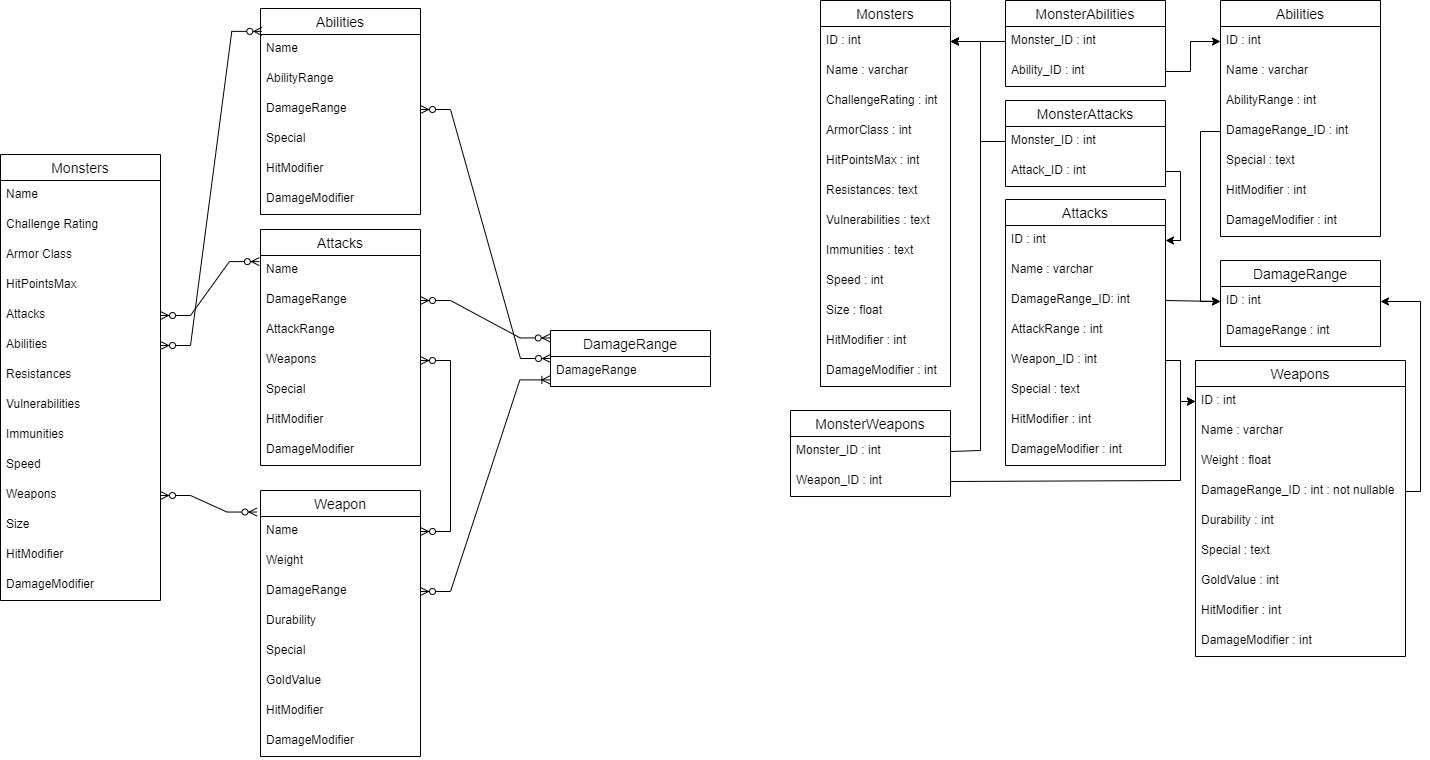 Abilities
Name
AbilityRange
DamageRange
Special
HitModifier
DamageModifier
Monsters
Name
Challenge Rating
Armor Class
HitPointsMax
Attacks
Abilities
Resistances
Vulnerabilities
Immunities
Speed
Weapons
Size
HitModifier
DamageModifier
Attacks
Name
DamageRange
AttackRange
Weapons
Special
HitModifier
DamageModifier
Weapon
Name
Weight
DamageRange
Durability
Special
GoldValue
HitModifier
DamageModifier
DamageRange
DamageRange
Monsters
ID : int
Name : varchar
ChallengeRating : int
ArmorClass : int
HitPointsMax : int
Resistances: text
Vulnerabilities : text
Immunities : text
Speed : int
Size : float
HitModifier : int
DamageModifier : int
MonsterWeapons
Monster_ID : int
Weapon_ID : int
MonsterAbilities
Monster_ID : int
Ability_ID : int
MonsterAttacks
Monster_ID : int
Attack_ID : int
Attacks
ID : int
Name : varchar
DamageRange_ID: int
AttackRange : int
Weapon_ID : int
Special : text
HitModifier : int
DamageModifier : int
Abilities
ID : int
Name : varchar
AbilityRange : int
DamageRange_ID : int
Special : text
HitModifier : int
DamageModifier : int
DamageRange
ID : int
DamageRange : int
Weapons
ID : int
Name : varchar
Weight : float
DamageRange_ID : int : not nullable
Durability : int
Special : text
GoldValue : int
HitModifier : int
DamageModifier : int